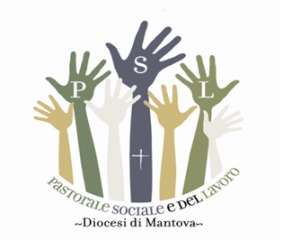 P S L
PASTORALE SOCIALE E DEL LAVORO
~Diocesi di Mantova~